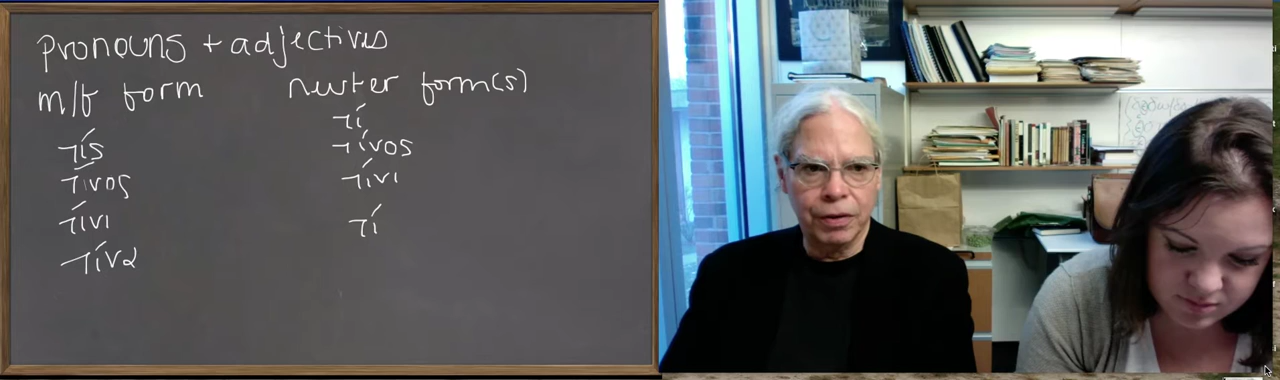 pronouns + adjectives
m/f form neuter form(s)
τί
τίς τίνος
τίνος τίνι
τίνι τί
τίνα